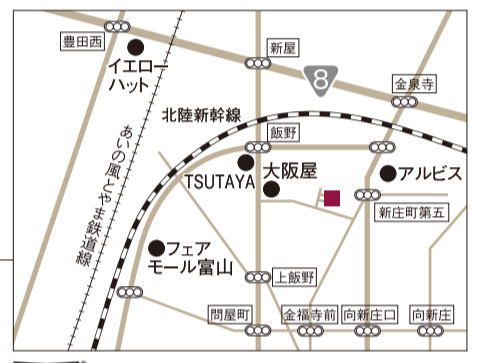 豊田西
イエロー
ハット
新屋
8
金泉寺
北陸新幹線
飯野
あいの風とやま鉄道線
TSUTAYA
大阪屋
アルビス
新庄町第五
フェア
モール富山
上飯野
問屋町
金福寺前
向新庄口
向新庄